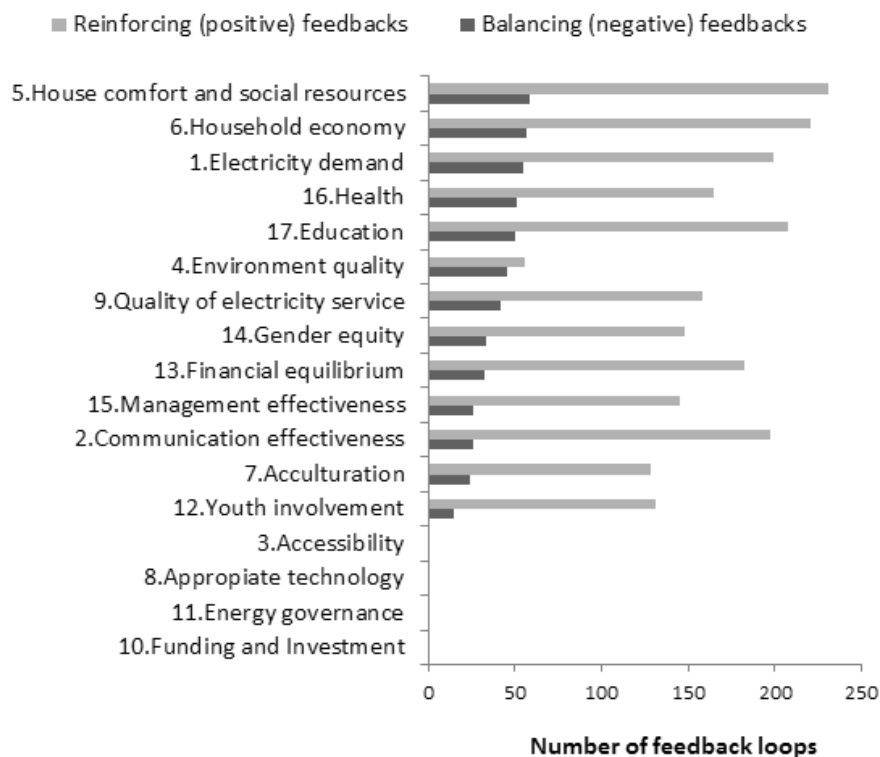 Reinforcing (positive) feedbacks Balancing (negative) feedbacks
5.House comfort and social resources
6.Household economy
1.Electricity demand
16.Health
17.Education
4.Environment quality
9.Quality of electricity service
14.Gender equity
13.Financial equilibrium
15.Management effectiveness
2.Communication effectiveness
7.Acculturation
12.Youth involvement
3.Accessibility
8.Appropiate technology
11.Energy governance
10.Funding and Investment
0 50 100 150 200 250
Number of feedback loops